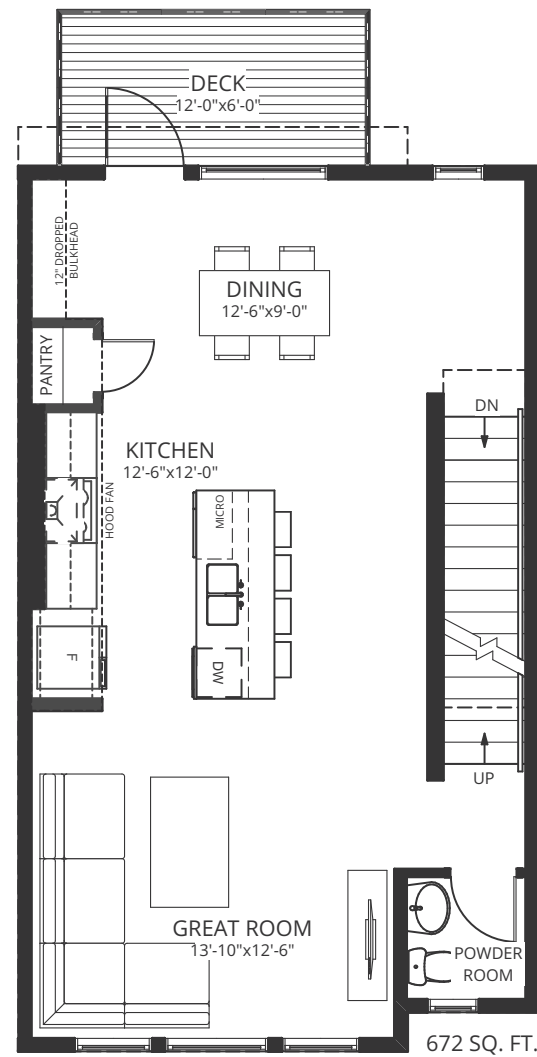 DECK
12'-0"x6'-0"
12" DROPPED
BULKHEAD
DINING
12'-6"x9'-0"
PANTRY
DN
KITCHEN
12'-6"x12'-0"
HOOD FAN
MICRO
F
DW
UP
GREAT ROOM
13'-10"x12'-6"
POWDER
ROOM
672 SQ. FT.